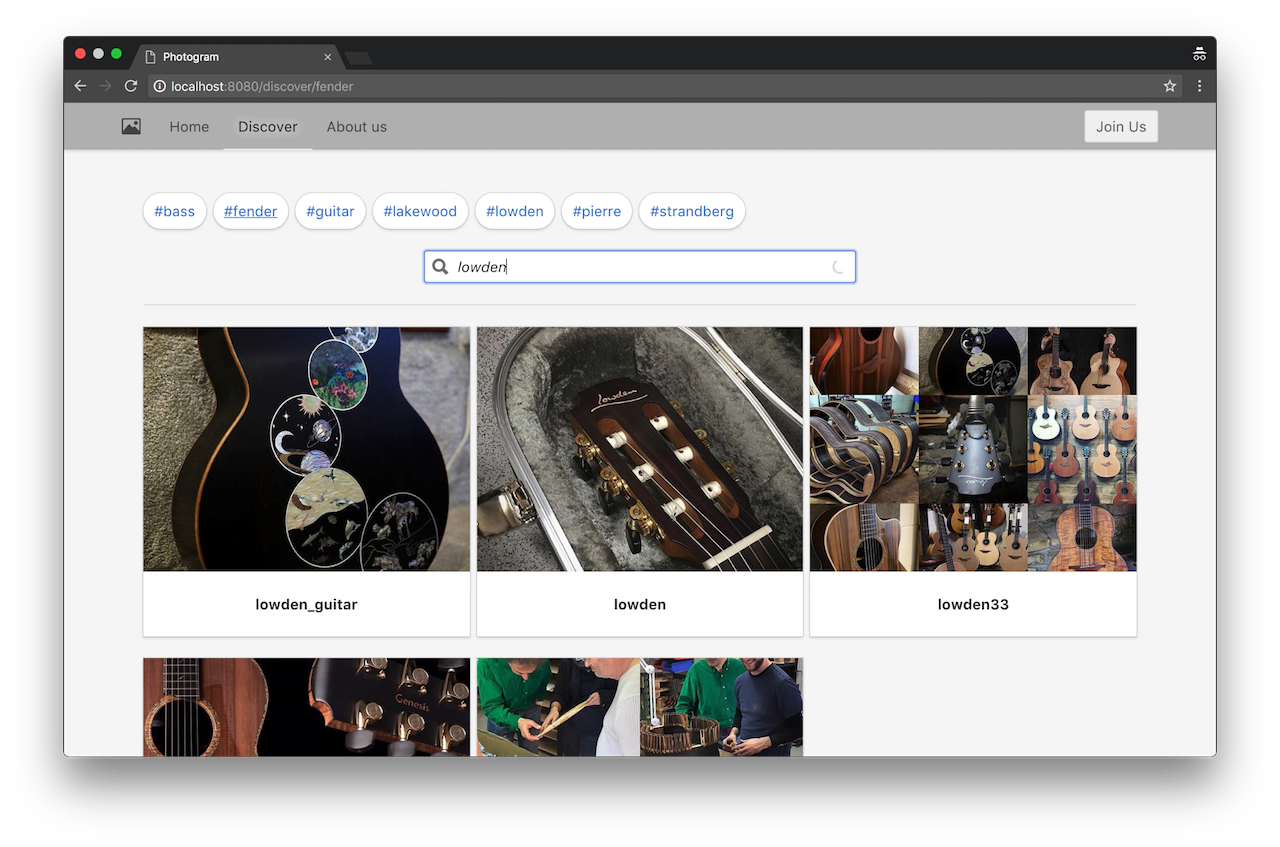 Photogram
localhost:8080/discover/fender
Home Discover About us Join Us
#bass #fender #guitar #lakewood #lowden #pierre #strandberg
lowden
lowden
lowden_guitar lowden lowden33
Genesis